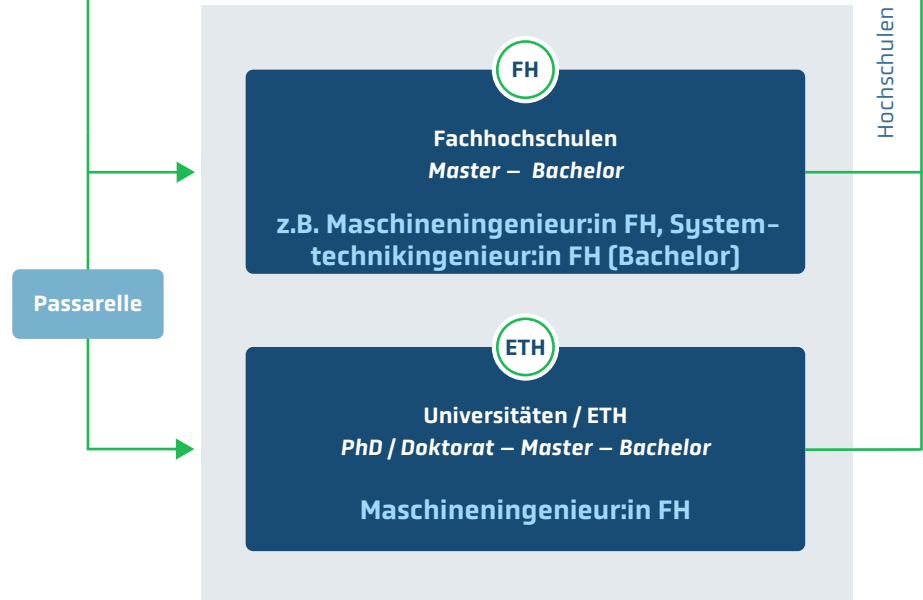 Hochschulen
FH
Fachhochschulen
Master – Bachelor
z.B. Maschineningenieur:in FH, System-
technikingenieur:in FH (Bachelor)
Passarelle
ETH
Universitäten / ETH
PhD / Doktorat – Master – Bachelor
Maschineningenieur:in FH